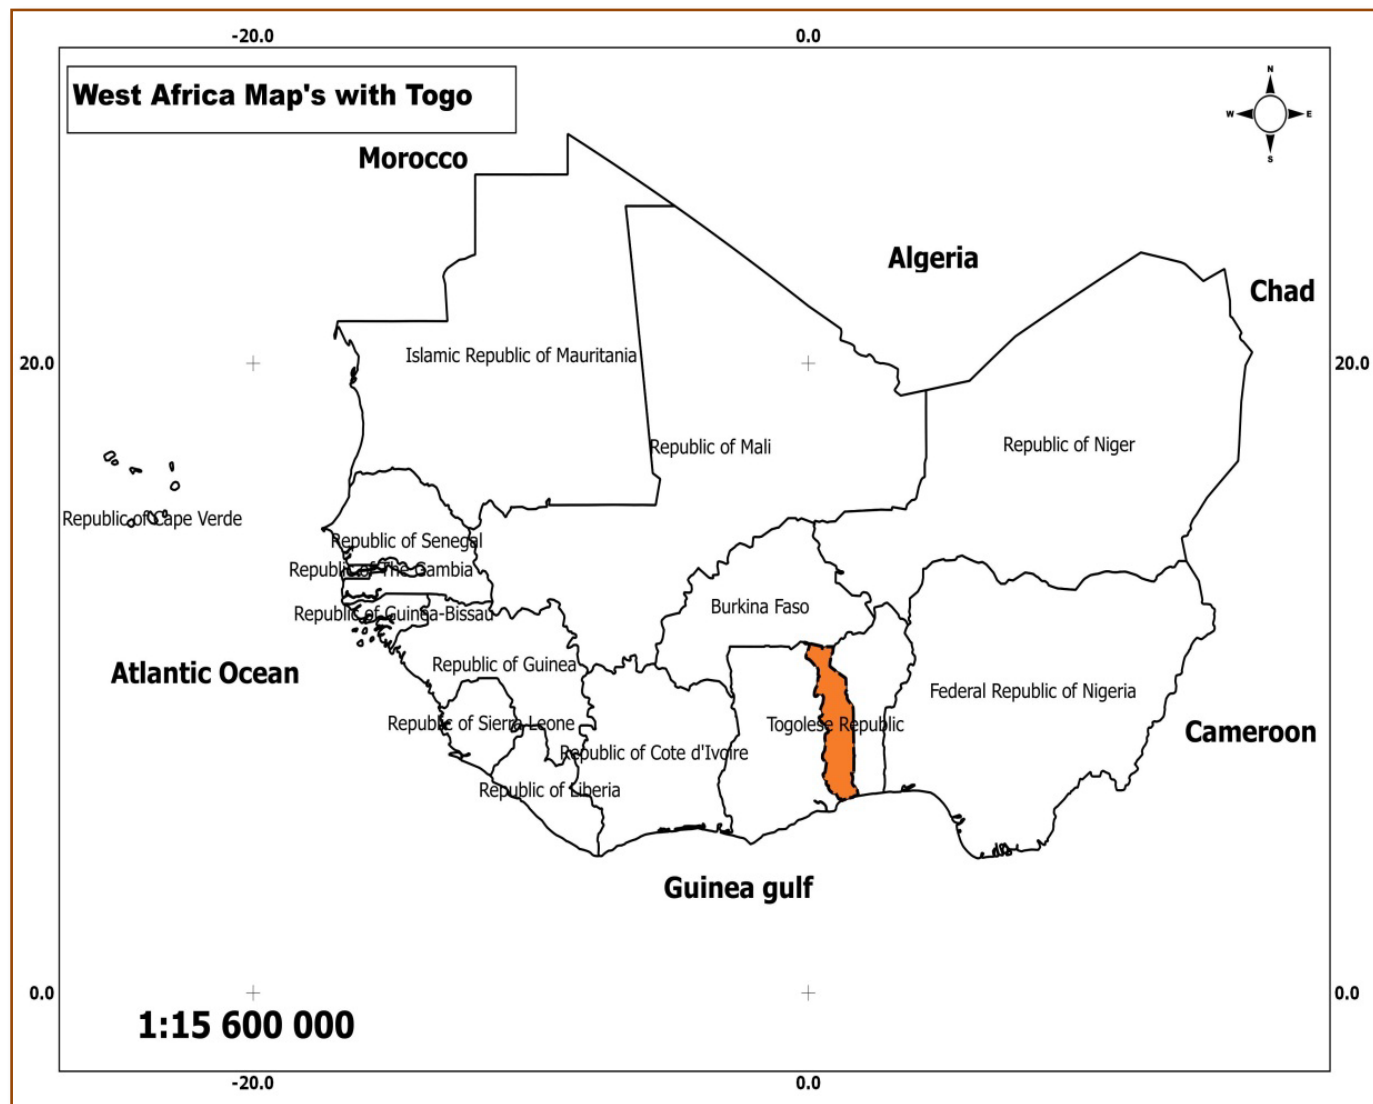 -20.0 0.0
West Africa Map's with Togo
N
W E
S
Morocco
Algeria
Chad
20.0 20.0
Islamic Republic of Mauritania
Republic of Mali
Republic of Niger
Republic of Cape Verde
Republic of Senegal
Republic of The Gambia
Burkina Faso
Republic of Guinea-Bissau
Republic of Guinea
Atlantic Ocean
Federal Republic of Nigeria
Republic of Sierra Leone
Togolese Republic
Cameroon
Republic of Cote d'Ivoire
Republic of Liberia
Guinea gulf
0.0 0.0
1:15 600 000
-20.0 0.0